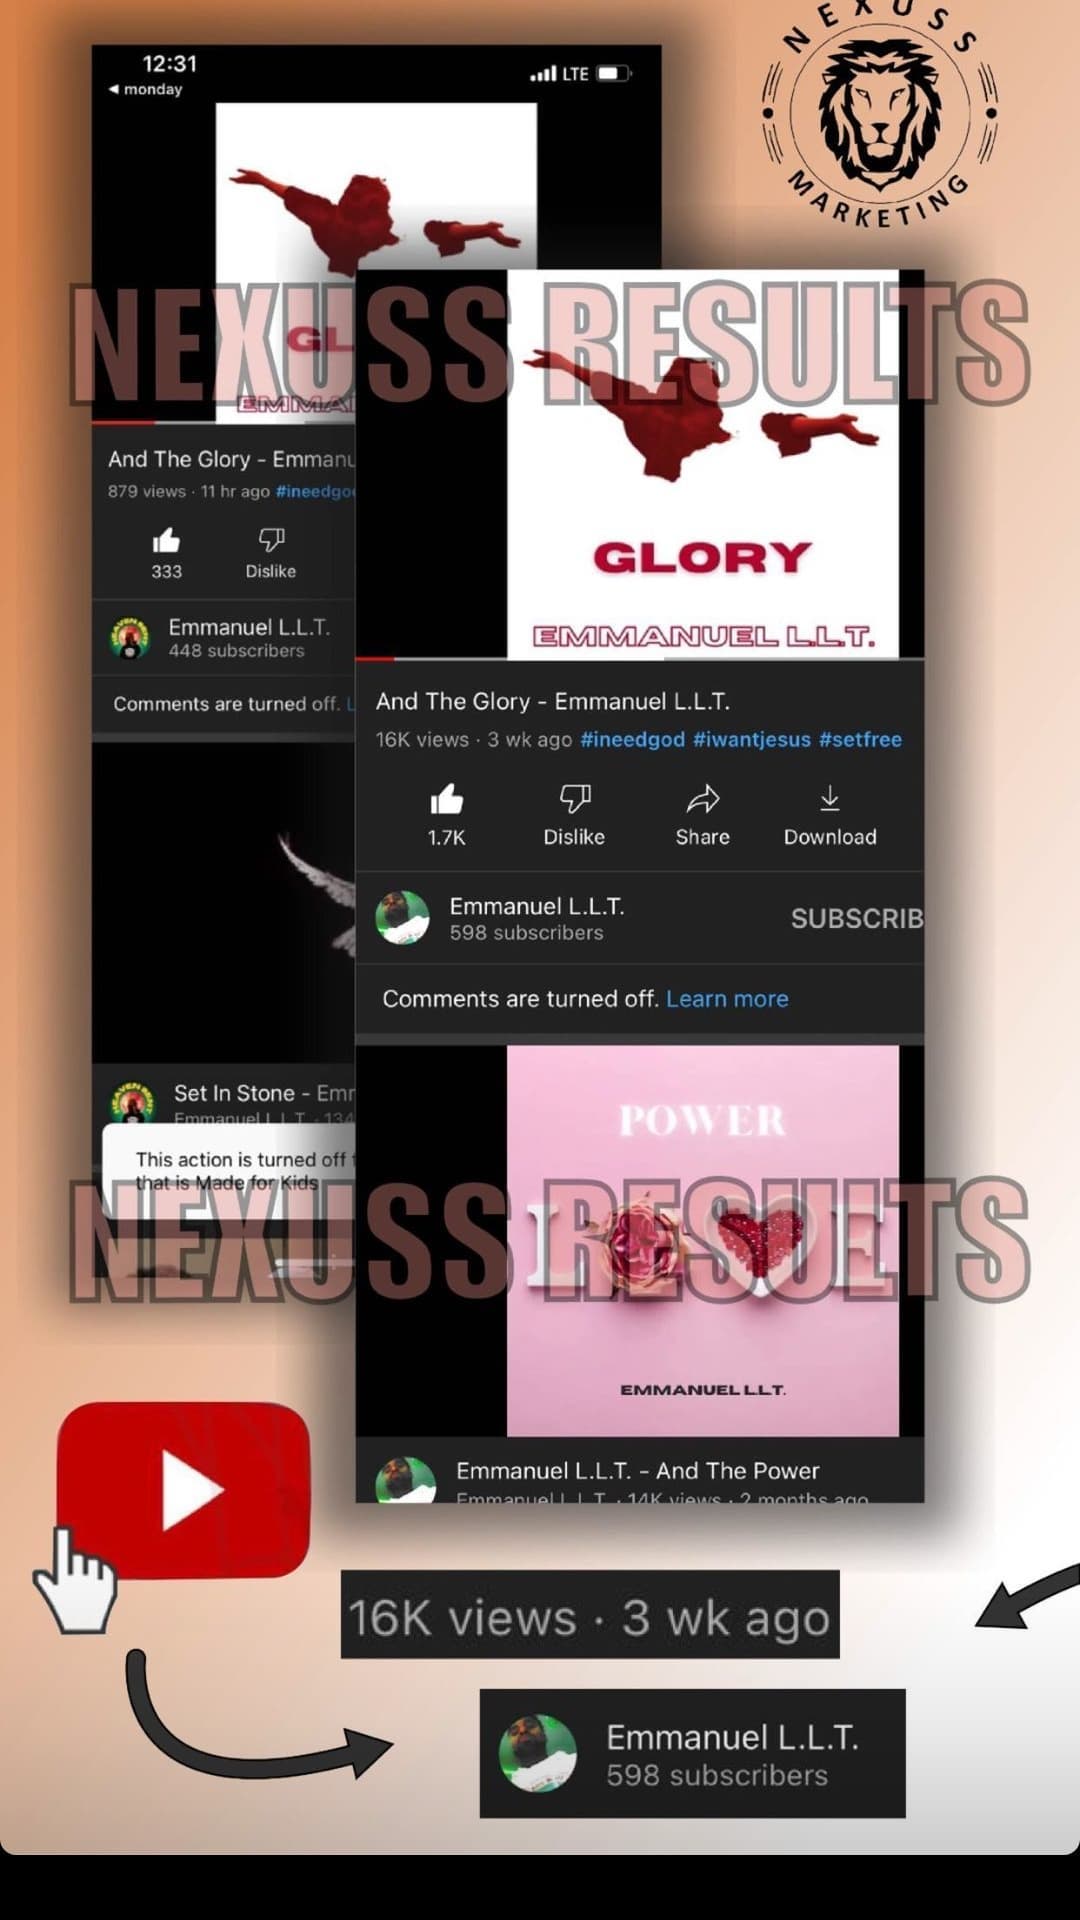 NEXUSS
MARKETING
12:31
LTE
monday
NEXUSS RESULTS
GL
EMMA
And The Glory - Emmanu
879 views · 11 hr ago #ineedgo
333
Dislike
Emmanuel L.L.T.
448 subscribers
Comments are turned off. L
HEAVEN SENT
Set In Stone - Emr
Emmanuel L.L.T. · 134
This action is turned off
that is Made for Kids
GLORY
EMMANUEL L.L.T.
And The Glory - Emmanuel L.L.T.
16K views · 3 wk ago #ineedgod #iwantjesus #setfree
1.7K
Dislike
Share
Download
Emmanuel L.L.T.
598 subscribers
SUBSCRIB
Comments are turned off. Learn more
POWER
LOVE
NEXUSS RESULTS
EMMANUEL L.L.T.
Emmanuel L.L.T. - And The Power
Emmanuel L.L.T. · 14K views · 2 months ago
16K views · 3 wk ago
Emmanuel L.L.T.
598 subscribers